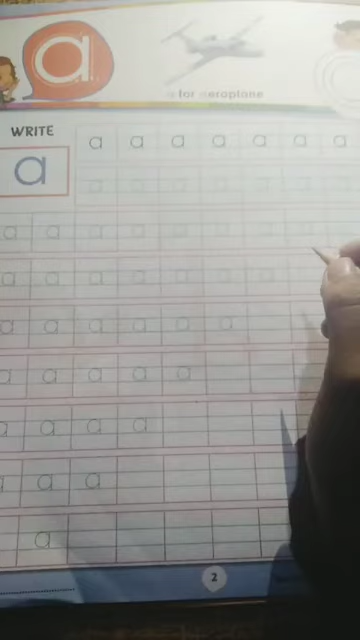 a
a for aeroplane
WRITE
a a a a a a a
a
a a a a a a a
a a a a a a a a
a a a a a a a
a a a a a a
a a a a a
a a a a
a a a
a
2